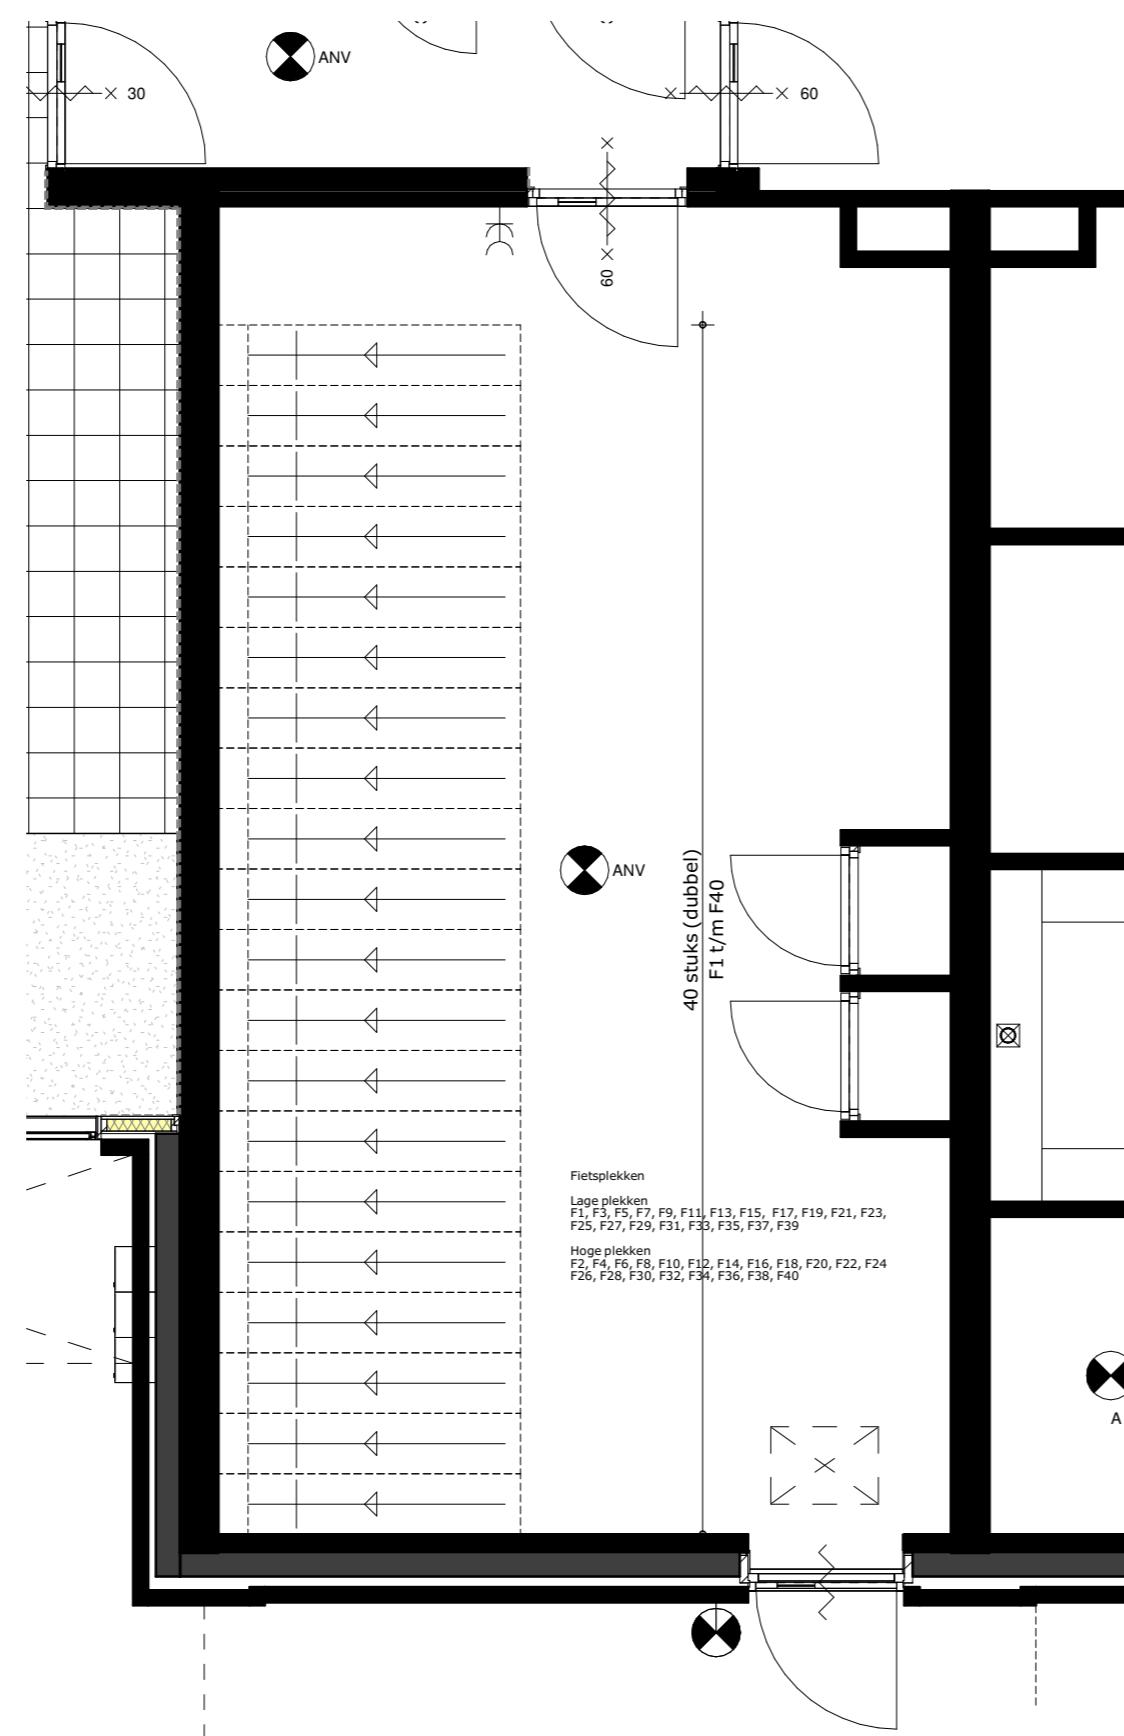 ANV
30
60
60
ANV
40 stuks (dubbel)
F1 t/m F40
Fietsplekken
Lage plekken
F1, F3, F5, F7, F9, F11, F13, F15, F17, F19, F21, F23,
F25, F27, F29, F31, F33, F35, F37, F39
Hoge plekken
F2, F4, F6, F8, F10, F12, F14, F16, F18, F20, F22, F24
F26, F28, F30, F32, F34, F36, F38, F40
A